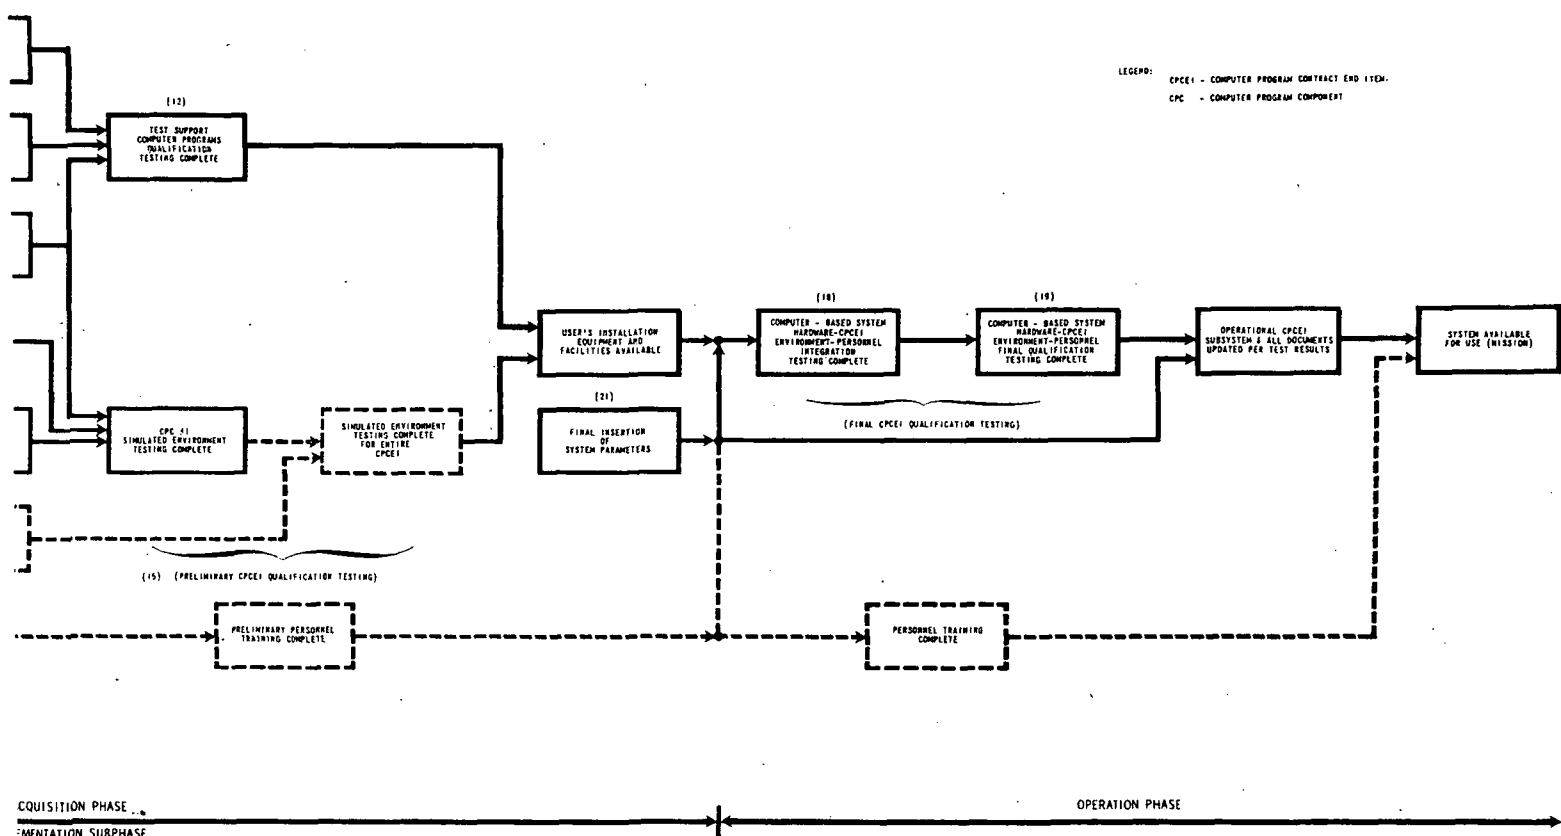 LEGEND:
CPCEI - COMPUTER PROGRAM CONTRACT END ITEM.
CPC - COMPUTER PROGRAM COMPONENT
(12)
TEST SUPPORT
COMPUTER PROGRAMS
QUALIFICATION
TESTING COMPLETE
USER'S INSTALLATION
EQUIPMENT AND
FACILITIES AVAILABLE
(18)
COMPUTER - BASED SYSTEM
HARDWARE-CPCEI
ENVIRONMENT-PERSONNEL
INTEGRATION
TESTING COMPLETE
(19)
COMPUTER - BASED SYSTEM
HARDWARE-CPCEI
ENVIRONMENT-PERSONNEL
FINAL QUALIFICATION
TESTING COMPLETE
OPERATIONAL CPCEI
SUBSYSTEM & ALL DOCUMENTS
UPDATED PER TEST RESULTS
SYSTEM AVAILABLE
FOR USE (MISSION)
CPC
SIMULATED ENVIRONMENT
TESTING COMPLETE
SIMULATED ENVIRONMENT
TESTING COMPLETE
FOR ENTIRE
CPCEI
(21)
FINAL INSERTION
OF
SYSTEM PARAMETERS
(FINAL CPCEI QUALIFICATION TESTING)
(15) (PRELIMINARY CPCEI QUALIFICATION TESTING)
PRELIMINARY PERSONNEL
TRAINING COMPLETE
PERSONNEL TRAINING
COMPLETE
CQUISITION PHASE
OPERATION PHASE
EMENTATION SUBPHASE